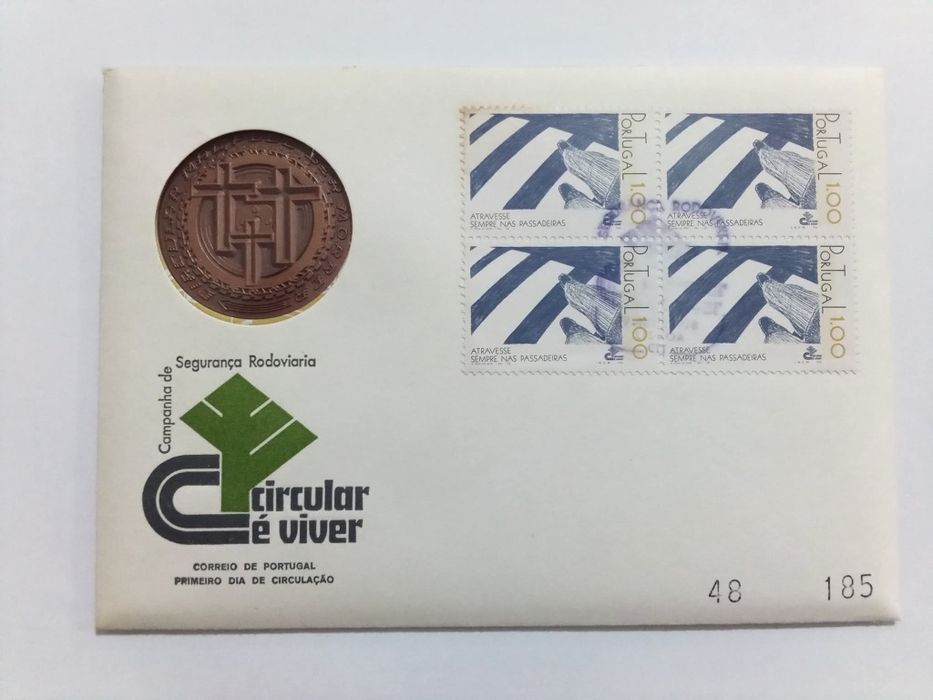 PORTUGAL 1.00
ATRAVESSE
SEMPRE NAS PASSADEIRAS
PORTUGAL 1.00
ATRAVESSE
SEMPRE NAS PASSADEIRAS
PORTUGAL 1.00
ATRAVESSE
SEMPRE NAS PASSADEIRAS
PORTUGAL 1.00
ATRAVESSE
SEMPRE NAS PASSADEIRAS
Campanha de
Segurança Rodoviaria
circular
é viver
CORREIO DE PORTUGAL
PRIMEIRO DIA DE CIRCULAÇÃO
48 185